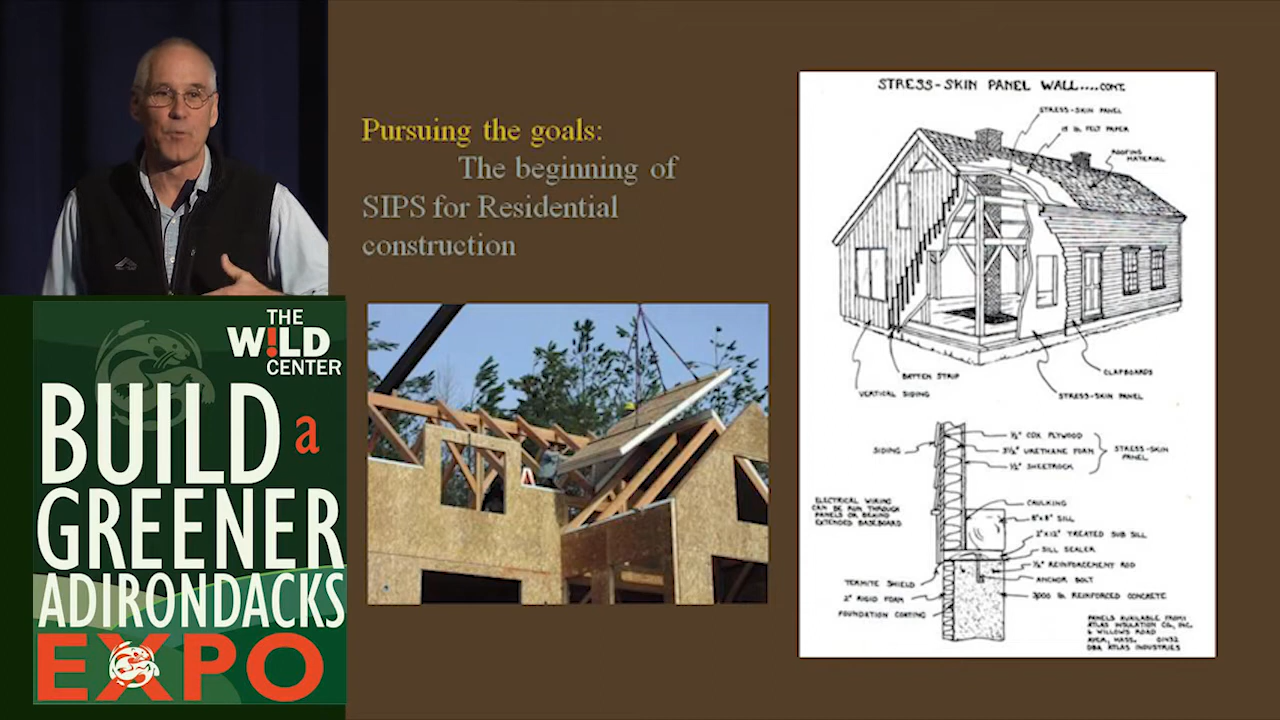 THE
W!LD
CENTER
BUILD a
GREENER
ADIRONDACKS
EXPO
Pursuing the goals:
The beginning of
SIPS for Residential
construction
STRESS-SKIN PANEL WALL....CONT.
STRESS-SKIN PANEL
15 lb. FELT PAPER
ROOFING
MATERIAL
BATTEN STRIP
VERTICAL SIDING
CLAPBOARDS
STRESS-SKIN PANEL
SIDING
1/2" CDX PLYWOOD
3 1/2" URETHANE FOAM
1/2" SHEETROCK
STRESS-SKIN
PANEL
ELECTRICAL WIRING
CAN BE RUN THROUGH
PANELS OR BEHIND
EXTENDED BASEBOARD
CAULKING
8"x8" SILL
2"x12" TREATED SUB SILL
SILL SEALER
1/2" REINFORCEMENT ROD
ANCHOR BOLT
3000 lb. REINFORCED CONCRETE
TERMITE SHIELD
2" RIGID FOAM
FOUNDATION COATING
PANELS AVAILABLE FROM:
ATLAS INSULATION CO., INC.
6 WILLOWS ROAD
AYER, MASS. 01432
DBA ATLAS INDUSTRIES